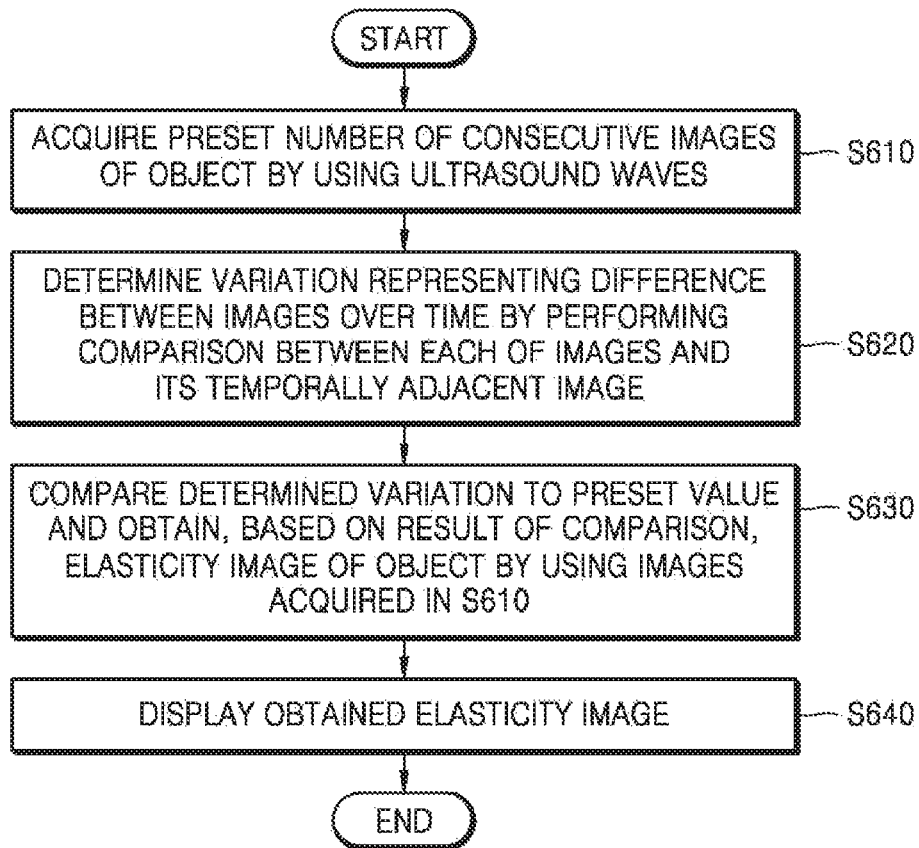 START
ACQUIRE PRESET NUMBER OF CONSECUTIVE IMAGES
OF OBJECT BY USING ULTRASOUND WAVES
S610
DETERMINE VARIATION REPRESENTING DIFFERENCE
BETWEEN IMAGES OVER TIME BY PERFORMING
COMPARISON BETWEEN EACH OF IMAGES AND
ITS TEMPORALLY ADJACENT IMAGE
S620
COMPARE DETERMINED VARIATION TO PRESET VALUE
AND OBTAIN, BASED ON RESULT OF COMPARISON,
ELASTICITY IMAGE OF OBJECT BY USING IMAGES
ACQUIRED IN S610
S630
DISPLAY OBTAINED ELASTICITY IMAGE
S640
END